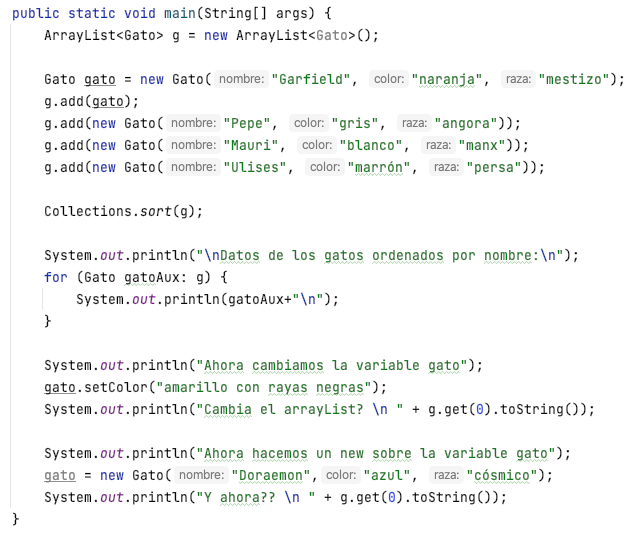 public static void main(String[] args) {
ArrayList<Gato> g = new ArrayList<Gato>();
Gato gato = new Gato( nombre: "Garfield", color: "naranja", raza: "mestizo");
g.add(gato);
g.add(new Gato( nombre: "Pepe", color: "gris", raza: "angora"));
g.add(new Gato( nombre: "Mauri", color: "blanco", raza: "manx"));
g.add(new Gato( nombre: "Ulises", color: "marrón", raza: "persa"));
Collections.sort(g);
System.out.println("\nDatos de los gatos ordenados por nombre:\n");
for (Gato gatoAux: g) {
System.out.println(gatoAux+"\n");
}
System.out.println("Ahora cambiamos la variable gato");
gato.setColor("amarillo con rayas negras");
System.out.println("Cambia el arrayList? \n " + g.get(0).toString());
System.out.println("Ahora hacemos un new sobre la variable gato");
gato = new Gato( nombre: "Doraemon", color: "azul", raza: "cósmico");
System.out.println("Y ahora?? \n " + g.get(0).toString());
}